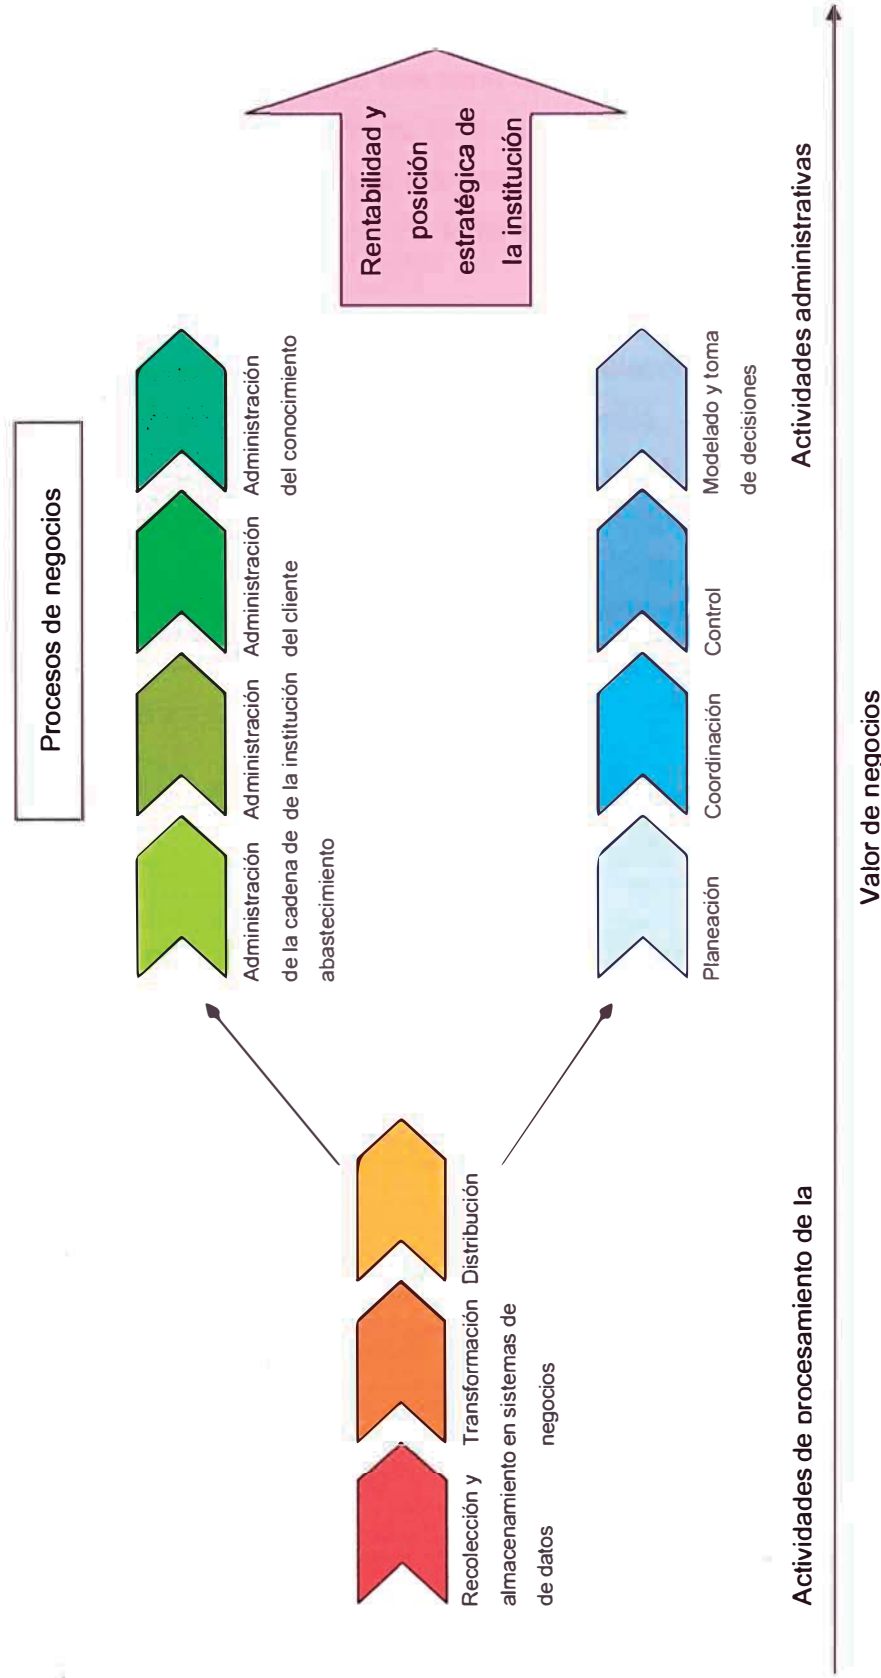 Procesos de negocios
Administración
de la cadena de
abastecimiento
Administración
de la institución
Administración
del cliente
Administración
del conocimiento
Rentabilidad y
posición
estratégica de
la institución
Recolección y
almacenamiento
de datos
Transformación
en sistemas de
negocios
Distribución
Planeación
Coordinación
Control
Modelado y toma
de decisiones
Actividades de procesamiento de la
Actividades administrativas
Valor de negocios